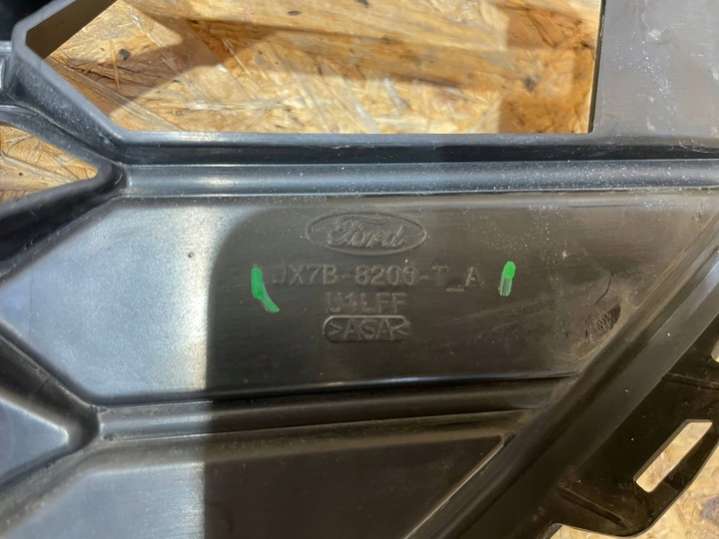 Ford
JX7B-8200-T_A
U1LFF
>ASA<